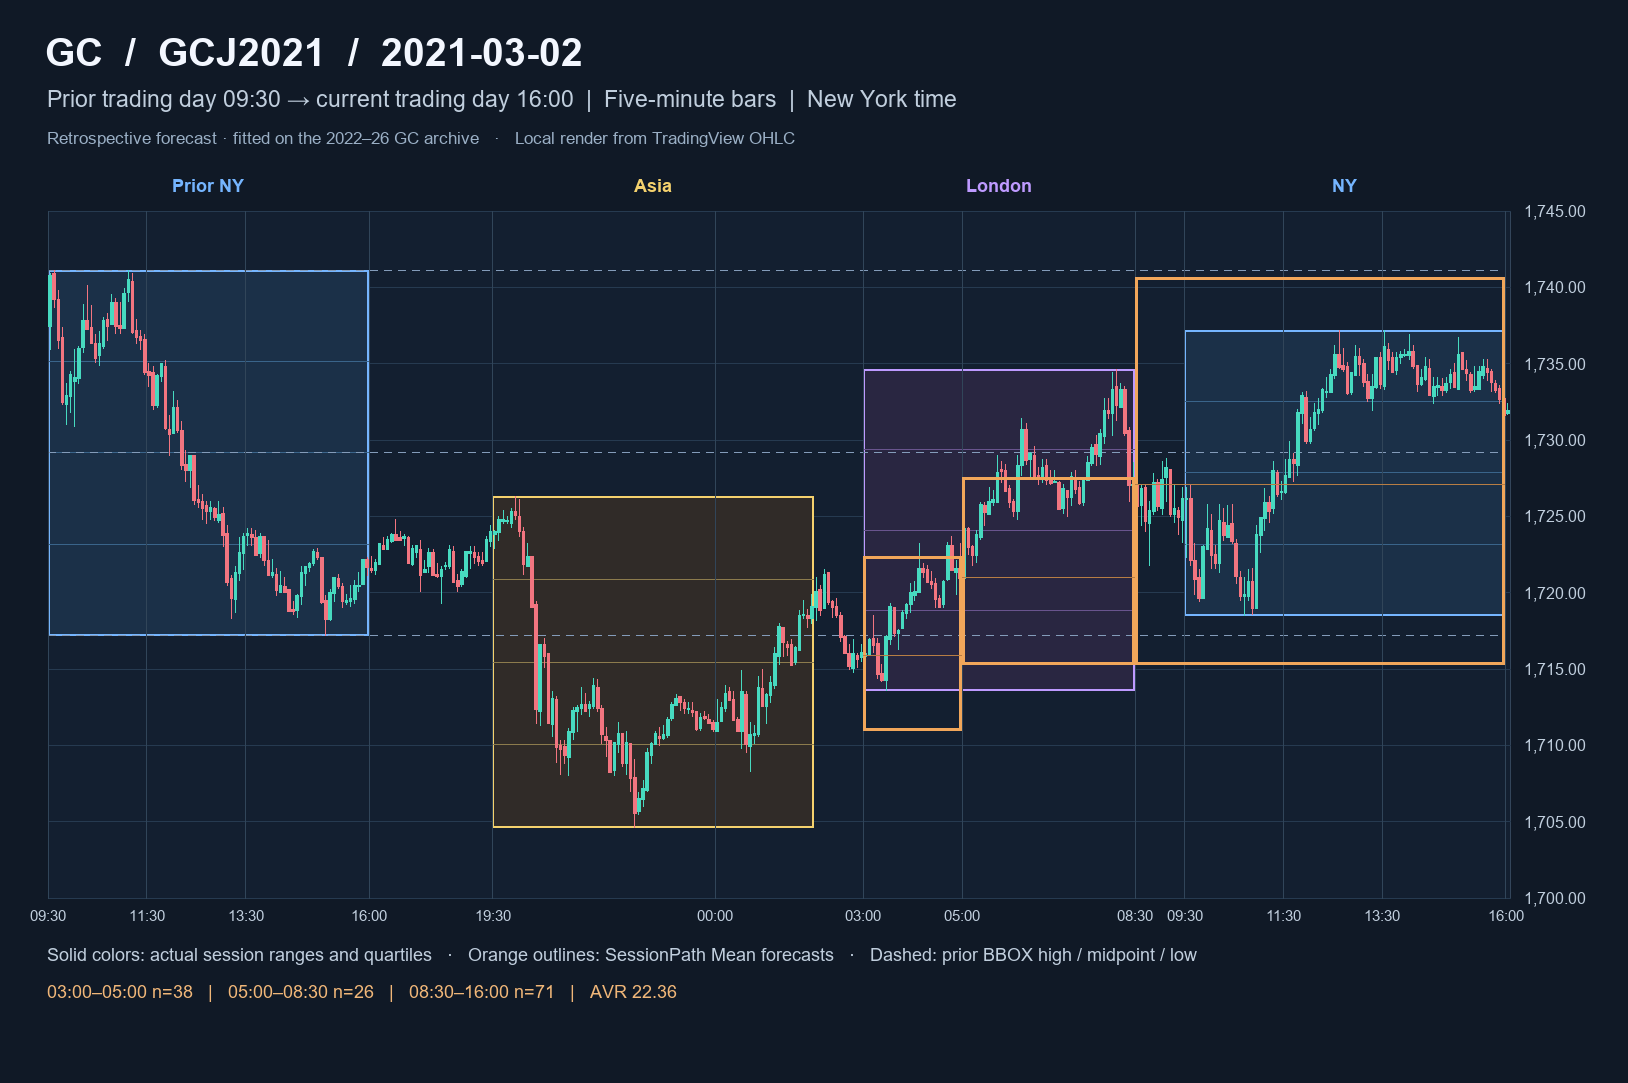 GC / GCJ2021 / 2021-03-02
Prior trading day 09:30 → current trading day 16:00 | Five-minute bars | New York time
Retrospective forecast · fitted on the 2022–26 GC archive · Local render from TradingView OHLC
Prior NY Asia London NY
1,745.00
1,740.00
1,735.00
1,730.00
1,725.00
1,720.00
1,715.00
1,710.00
1,705.00
1,700.00
09:30 11:30 13:30 16:00 19:30 00:00 03:00 05:00 08:30 09:30 11:30 13:30 16:00
Solid colors: actual session ranges and quartiles · Orange outlines: SessionPath Mean forecasts · Dashed: prior BBOX high / midpoint / low
03:00–05:00 n=38 | 05:00–08:30 n=26 | 08:30–16:00 n=71 | AVR 22.36